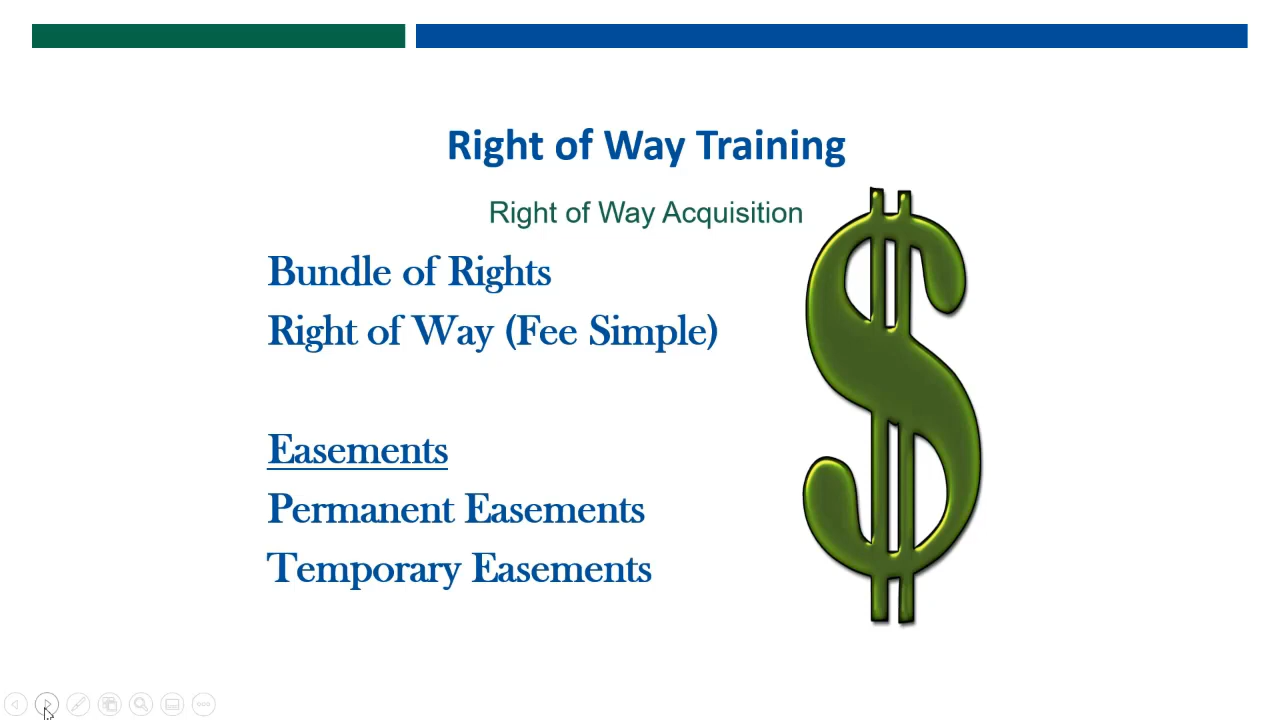 Right of Way Training
Right of Way Acquisition
Bundle of Rights
Right of Way (Fee Simple)
Easements
Permanent Easements
Temporary Easements